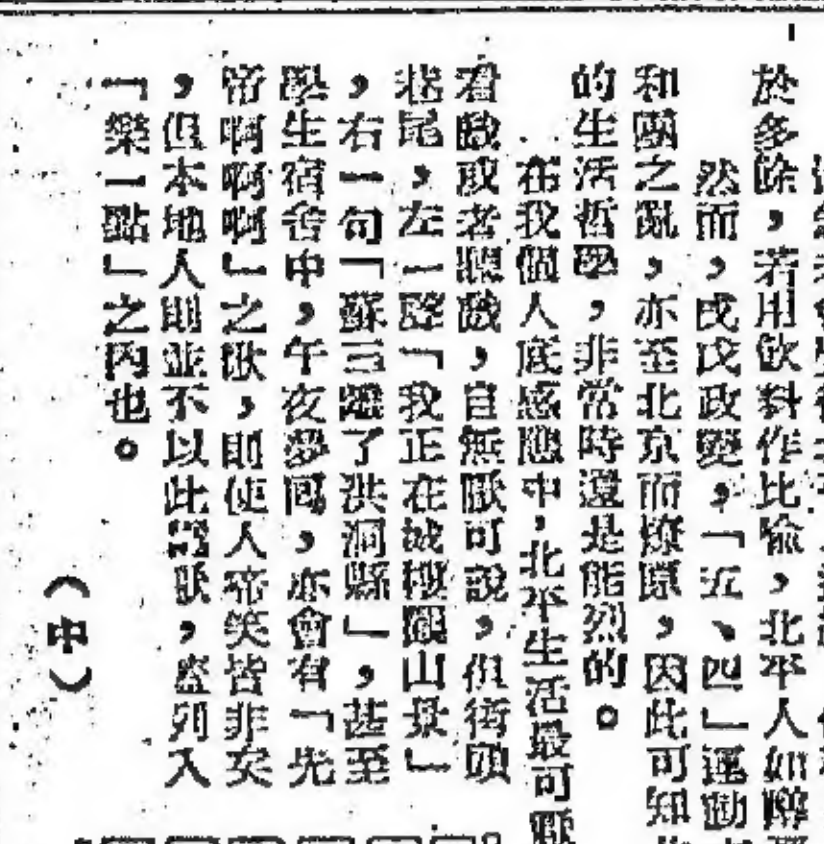 於多餘，若用飲料作比喻，北平人如
然而，戊戌政變，「五、四」運動
和團之亂，亦至北京而燎原，因此可知
的生活哲學，非常時還是能烈的。
在我個人底感應中，北平生活最可厭
看戲或者聽戲，自無厭可說，但街頭
巷尾，左一聲「我正在城樓觀山景」
，右一句「蘇三離了洪洞縣」，甚至
學生宿舍中，午夜夢回，亦會有「先
帝啊啊啊」之歌，則使人啼笑皆非矣
，但本地人則並不以此為厭，蓋列入
「樂一點」之內也。
（中）